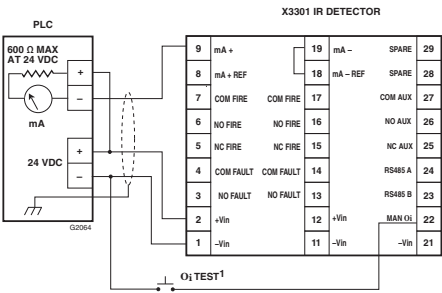 X3301 IR DETECTOR
PLC
600 Ω MAX
AT 24 VDC
+
–
mA
+
24 VDC
–
G2064
9 mA + 19 mA – SPARE 29
8 mA + REF 18 mA – REF SPARE 28
7 COM FIRE COM FIRE 17 COM AUX 27
6 NO FIRE NO FIRE 16 NO AUX 26
5 NC FIRE NC FIRE 15 NC AUX 25
4 COM FAULT COM FAULT 14 RS485 A 24
3 NO FAULT NO FAULT 13 RS485 B 23
2 +Vin 12 +Vin MAN Oi 22
1 –Vin 11 –Vin –Vin 21
Oi TEST1